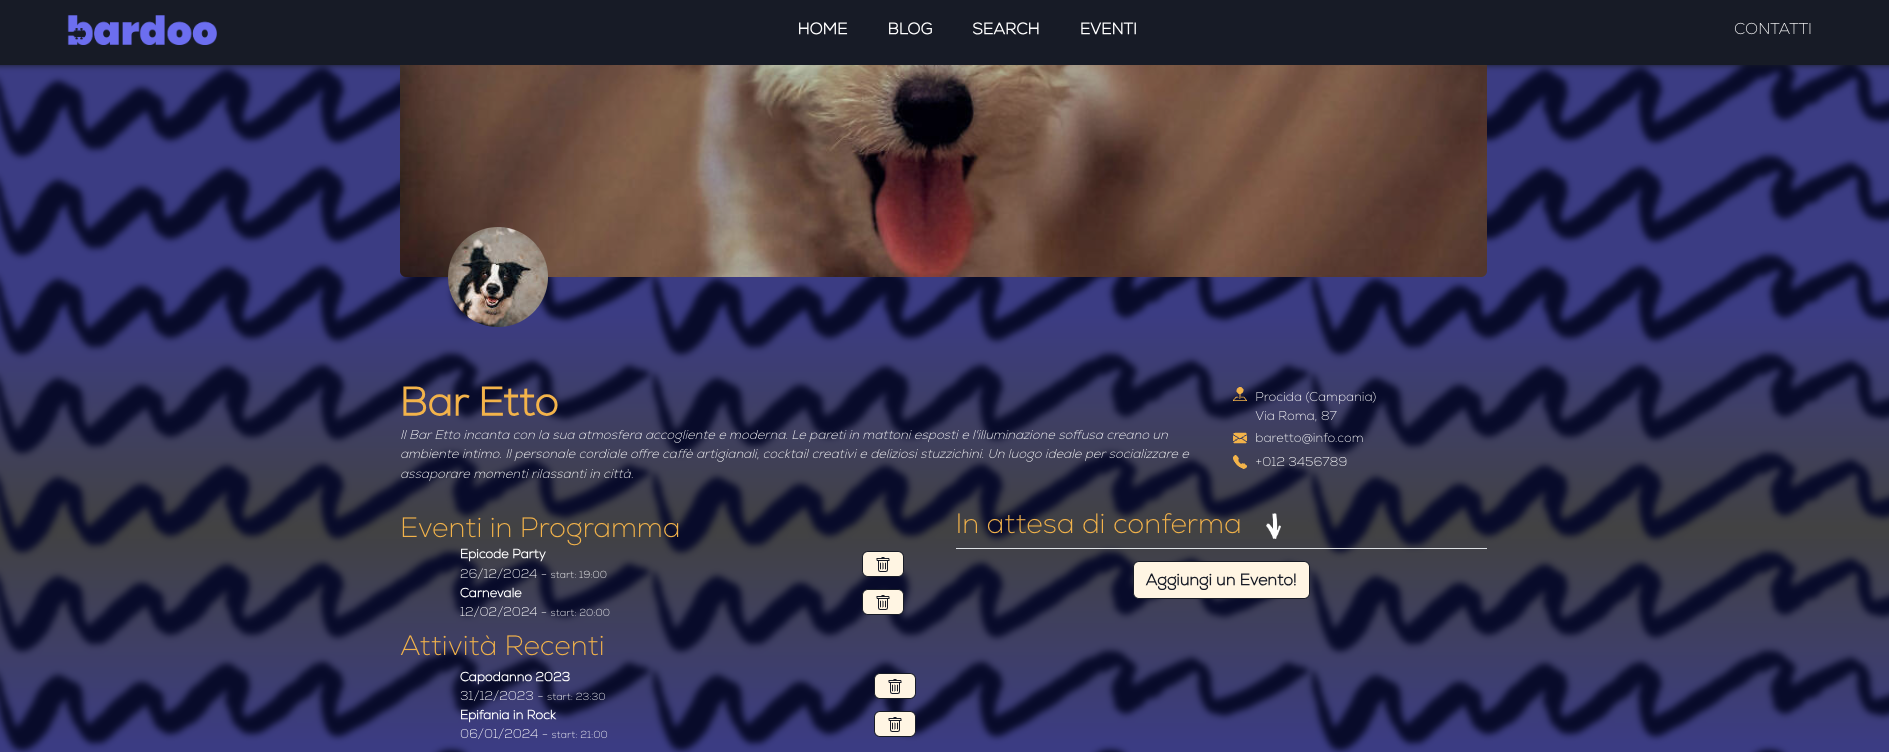 bardoo
HOME
BLOG
SEARCH
EVENTI
CONTATTI
Bar Etto
Il Bar Etto incanta con la sua atmosfera accogliente e moderna. Le pareti in mattoni esposti e l'illuminazione soffusa creano un
ambiente intimo. Il personale cordiale offre caffè artigianali, cocktail creativi e deliziosi stuzzichini. Un luogo ideale per socializzare e
assaporare momenti rilassanti in città.
Procida (Campania)
Via Roma, 87
baretto@info.com
+012 3456789
Eventi in Programma
Epicode Party
26/12/2024 - start: 19:00
Carnevale
12/02/2024 - start: 20:00
Attività Recenti
Capodanno 2023
31/12/2023 - start: 23:30
Epifania in Rock
06/01/2024 - start: 21:00
In attesa di conferma
Aggiungi un Evento!